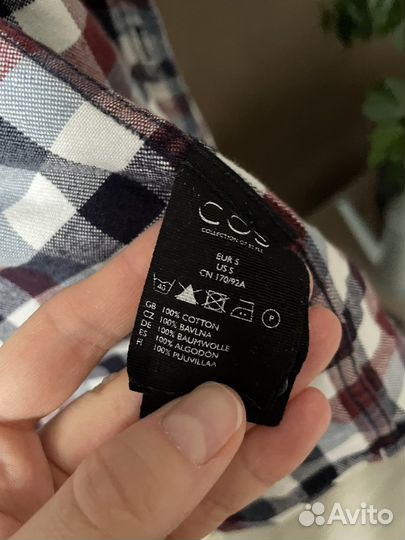 COS
COLLECTION OF STYLE
EUR S
US S
CN 170/92A
40
P
GB 100% COTTON
CZ 100% BAVLNA
DE 100% BAUMWOLLE
ES 100% ALGODÓN
FI 100% PUUVILLAA
Avito